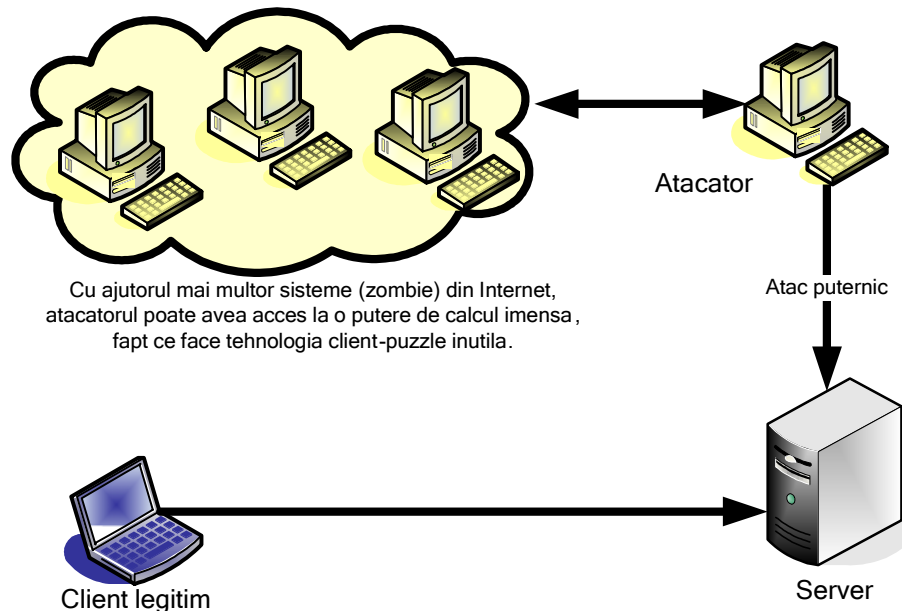 Atacator
Cu ajutorul mai multor sisteme (zombie) din Internet,
atacatorul poate avea acces la o putere de calcul imensa,
fapt ce face tehnologia client-puzzle inutila.
Atac puternic
Client legitim
Server